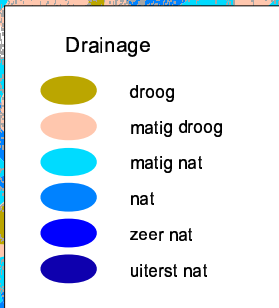 Drainage
droog
matig droog
matig nat
nat
zeer nat
uiterst nat